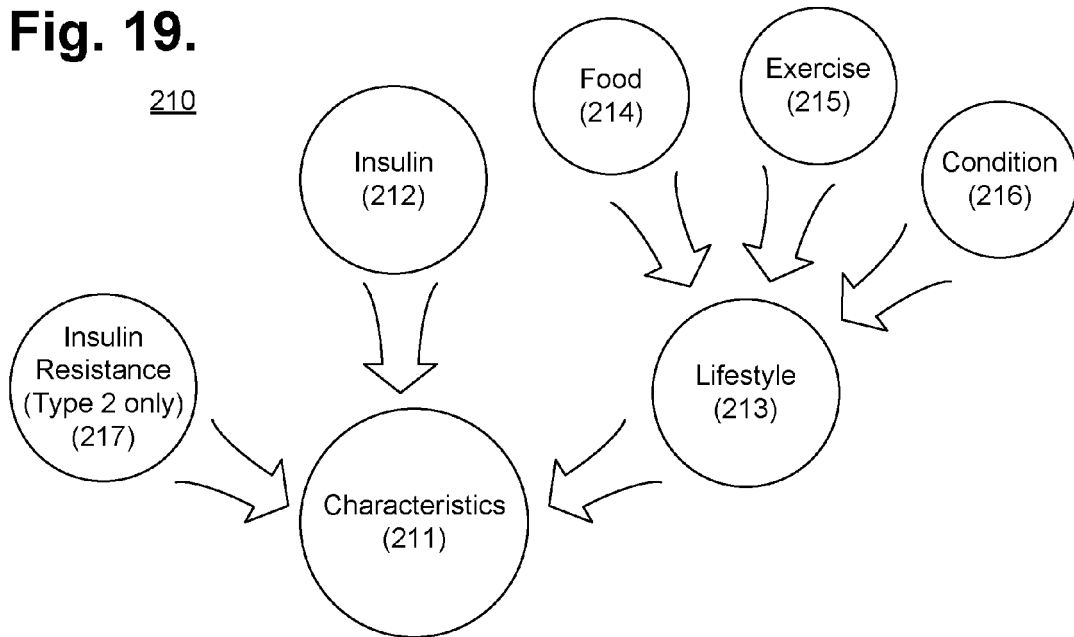 Fig. 19.
210
Food
(214)
Exercise
(215)
Condition
(216)
Insulin
(212)
Insulin
Resistance
(Type 2 only)
(217)
Lifestyle
(213)
Characteristics
(211)